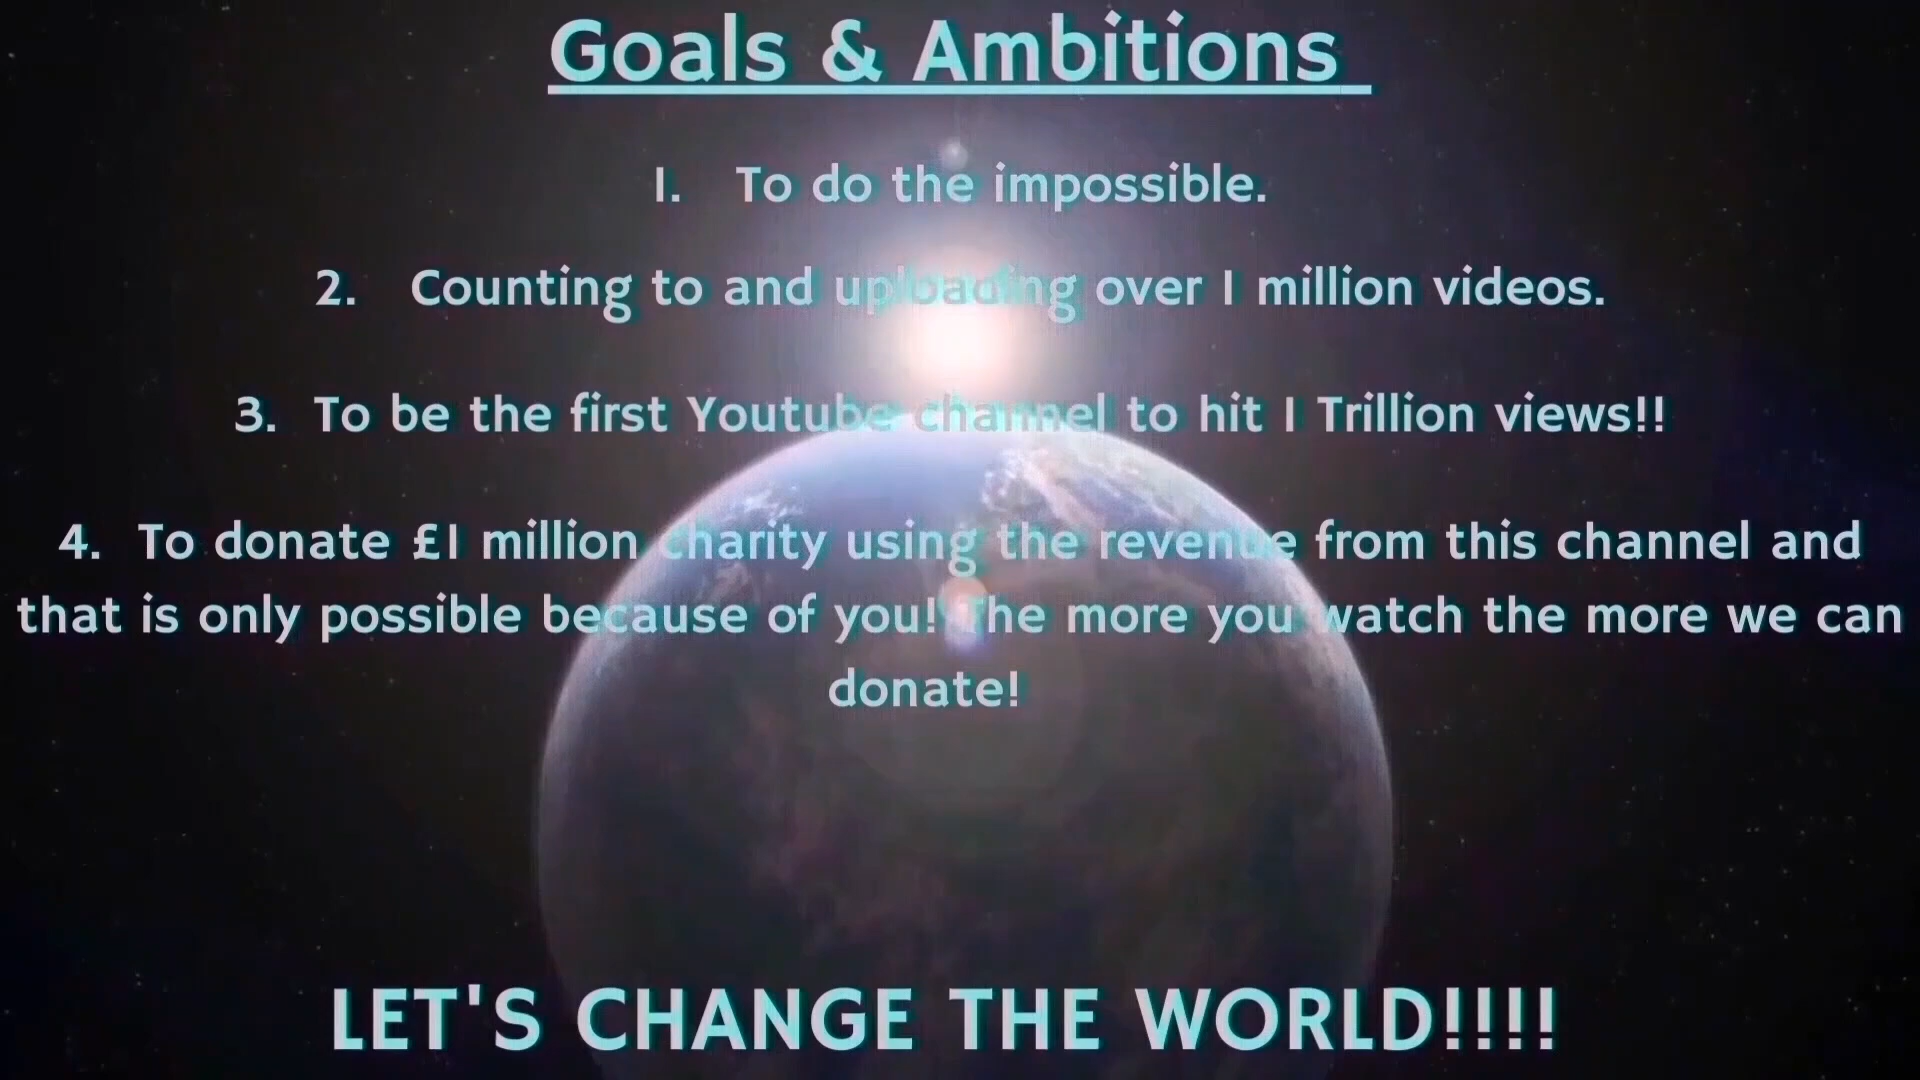 Goals & Ambitions
1. To do the impossible.
2. Counting to and uploading over 1 million videos.
3. To be the first Youtube channel to hit 1 Trillion views!!
4. To donate £1 million charity using the revenue from this channel and
that is only possible because of you! The more you watch the more we can
donate!
LET'S CHANGE THE WORLD!!!!